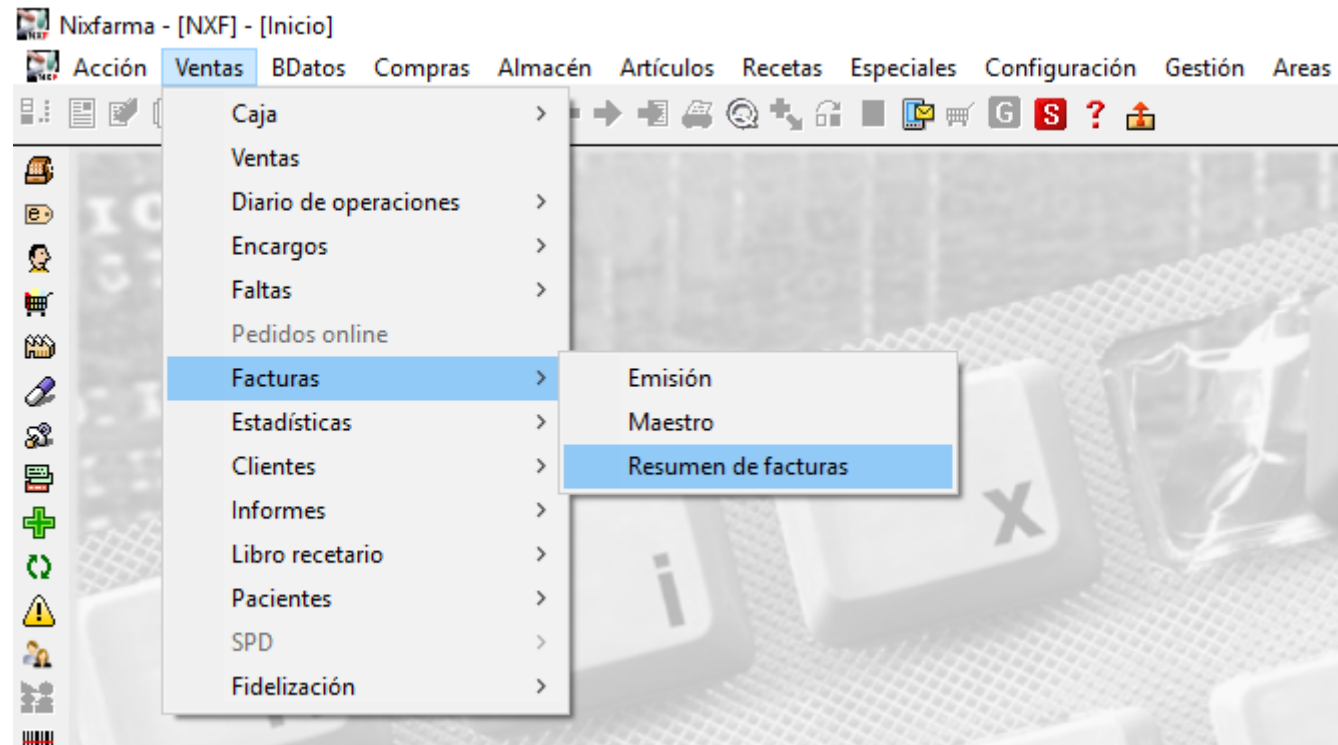 Nixfarma - [NXF] - [Inicio]
Acción Ventas BDatos Compras Almacén Artículos Recetas Especiales Configuración Gestión Areas
G S ?
Caja
Ventas
Diario de operaciones
Encargos
Faltas
Pedidos online
Facturas
Estadísticas
Clientes
Informes
Libro recetario
Pacientes
SPD
Fidelización
Emisión
Maestro
Resumen de facturas
e
i
x